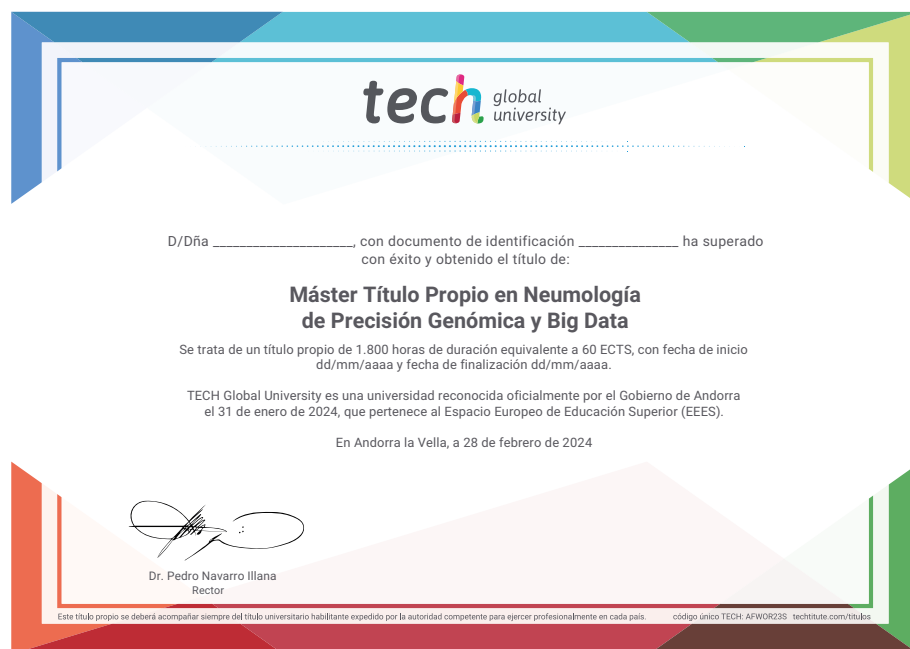 tech global university
D/Dña _____________________, con documento de identificación _______________ ha superado
con éxito y obtenido el título de:
Máster Título Propio en Neumología
de Precisión Genómica y Big Data
Se trata de un título propio de 1.800 horas de duración equivalente a 60 ECTS, con fecha de inicio
dd/mm/aaaa y fecha de finalización dd/mm/aaaa.
TECH Global University es una universidad reconocida oficialmente por el Gobierno de Andorra
el 31 de enero de 2024, que pertenece al Espacio Europeo de Educación Superior (EEES).
En Andorra la Vella, a 28 de febrero de 2024
Dr. Pedro Navarro Illana
Rector
Este título propio se deberá acompañar siempre del título universitario habilitante expedido por la autoridad competente para ejercer profesionalmente en cada país. código único TECH: AFWOR23S techtitute.com/titulos